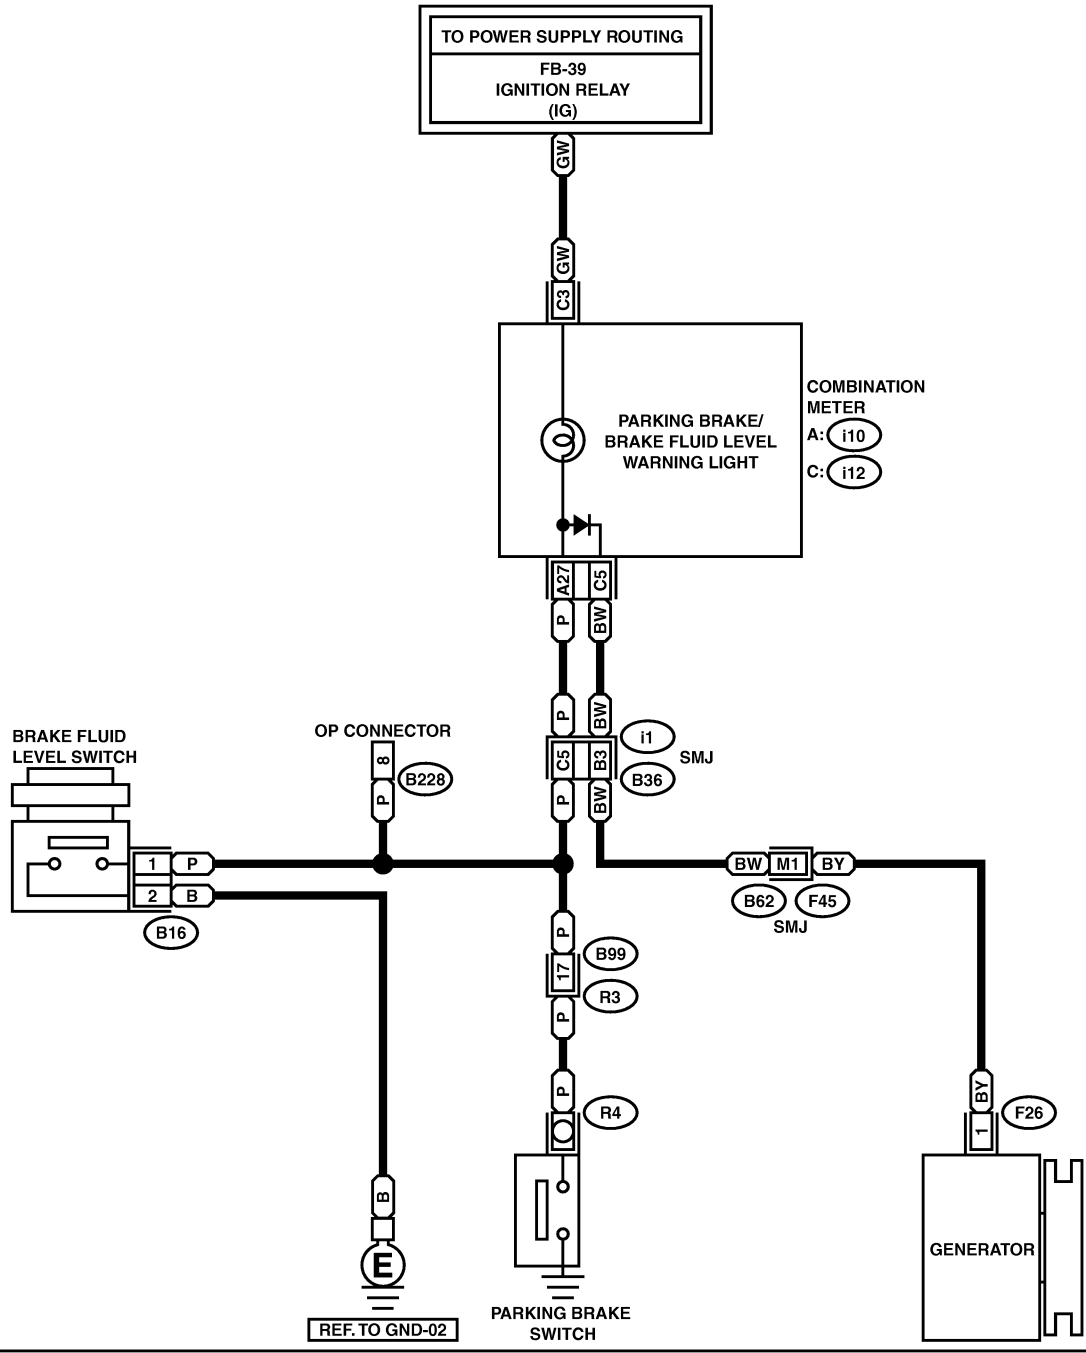 TO POWER SUPPLY ROUTING
FB-39
IGNITION RELAY
(IG)
GW
GW
C3
PARKING BRAKE/
BRAKE FLUID LEVEL
WARNING LIGHT
COMBINATION
METER
A: i10
C: i12
A27 C5
P BW
P BW
C5 B3
P BW
i1
SMJ
B36
BRAKE FLUID
LEVEL SWITCH
OP CONNECTOR
8
B228
P
1 P
2 B
B16
BW M1 BY
B62 F45
SMJ
P
B99
17
R3
P
P
R4
BY
F26
1
B
E
REF. TO GND-02
PARKING BRAKE
SWITCH
GENERATOR